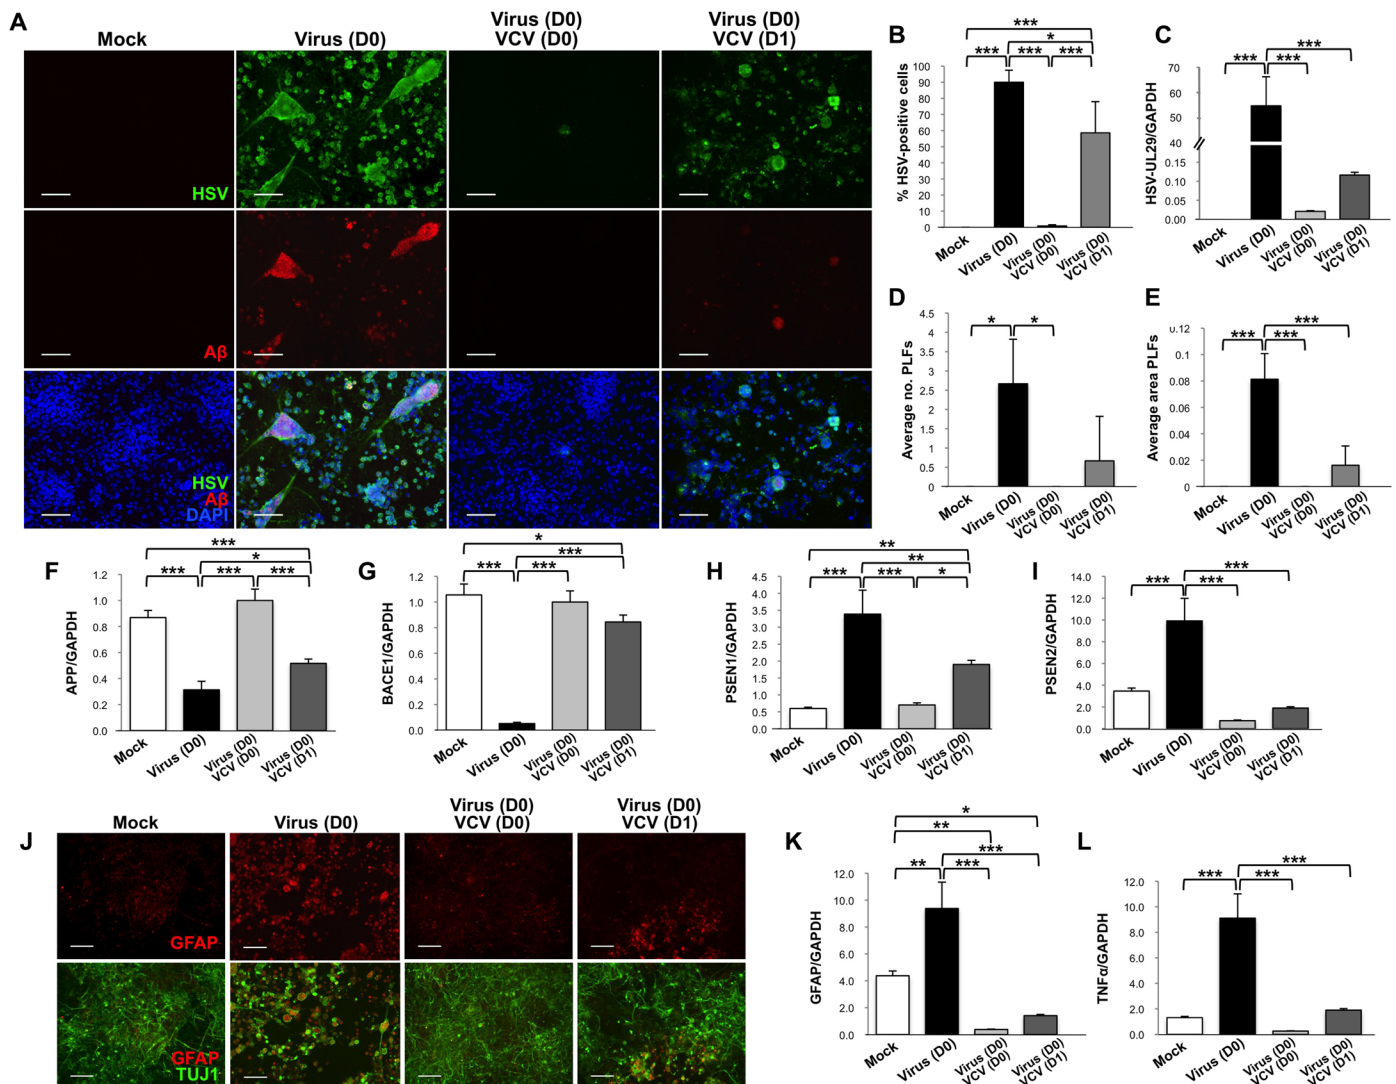 A
Mock
Virus (D0)
Virus (D0)
VCV (D0)
Virus (D0)
VCV (D1)
HSV
Aβ
HSV
Aβ
DAPI
B
***
*
*** *** ***
% HSV-positive cells
100
90
80
70
60
50
40
30
20
10
0
Mock
Virus (D0)
Virus (D0)
VCV (D0)
Virus (D0)
VCV (D1)
C
***
*** ***
HSV-UL29/GAPDH
70
60
50
40
0.15
0.10
0.05
0.00
Mock
Virus (D0)
Virus (D0)
VCV (D0)
Virus (D0)
VCV (D1)
D
* *
Average no. PLFs
4.5
4
3.5
3
2.5
2
1.5
1
0.5
0
Mock
Virus (D0)
Virus (D0)
VCV (D0)
Virus (D0)
VCV (D1)
E
***
*** ***
Average area PLFs
0.12
0.1
0.08
0.06
0.04
0.02
0
Mock
Virus (D0)
Virus (D0)
VCV (D0)
Virus (D0)
VCV (D1)
F
***
*
*** *** ***
APP/GAPDH
1.2
1.0
0.8
0.6
0.4
0.2
0.0
Mock
Virus (D0)
Virus (D0)
VCV (D0)
Virus (D0)
VCV (D1)
G
*
***
*** ***
BACE1/GAPDH
1.2
1.0
0.8
0.6
0.4
0.2
0.0
Mock
Virus (D0)
Virus (D0)
VCV (D0)
Virus (D0)
VCV (D1)
H
**
**
*** *** *
PSEN1/GAPDH
4.5
4.0
3.5
3.0
2.5
2.0
1.5
1.0
0.5
0.0
Mock
Virus (D0)
Virus (D0)
VCV (D0)
Virus (D0)
VCV (D1)
I
***
*** ***
PSEN2/GAPDH
14.0
12.0
10.0
8.0
6.0
4.0
2.0
0.0
Mock
Virus (D0)
Virus (D0)
VCV (D0)
Virus (D0)
VCV (D1)
J
Mock
Virus (D0)
Virus (D0)
VCV (D0)
Virus (D0)
VCV (D1)
GFAP
GFAP
TUJ1
K
*
**
***
** ***
GFAP/GAPDH
12.0
10.0
8.0
6.0
4.0
2.0
0.0
Mock
Virus (D0)
Virus (D0)
VCV (D0)
Virus (D0)
VCV (D1)
L
***
*** ***
TNFα/GAPDH
12.0
10.0
8.0
6.0
4.0
2.0
0.0
Mock
Virus (D0)
Virus (D0)
VCV (D0)
Virus (D0)
VCV (D1)